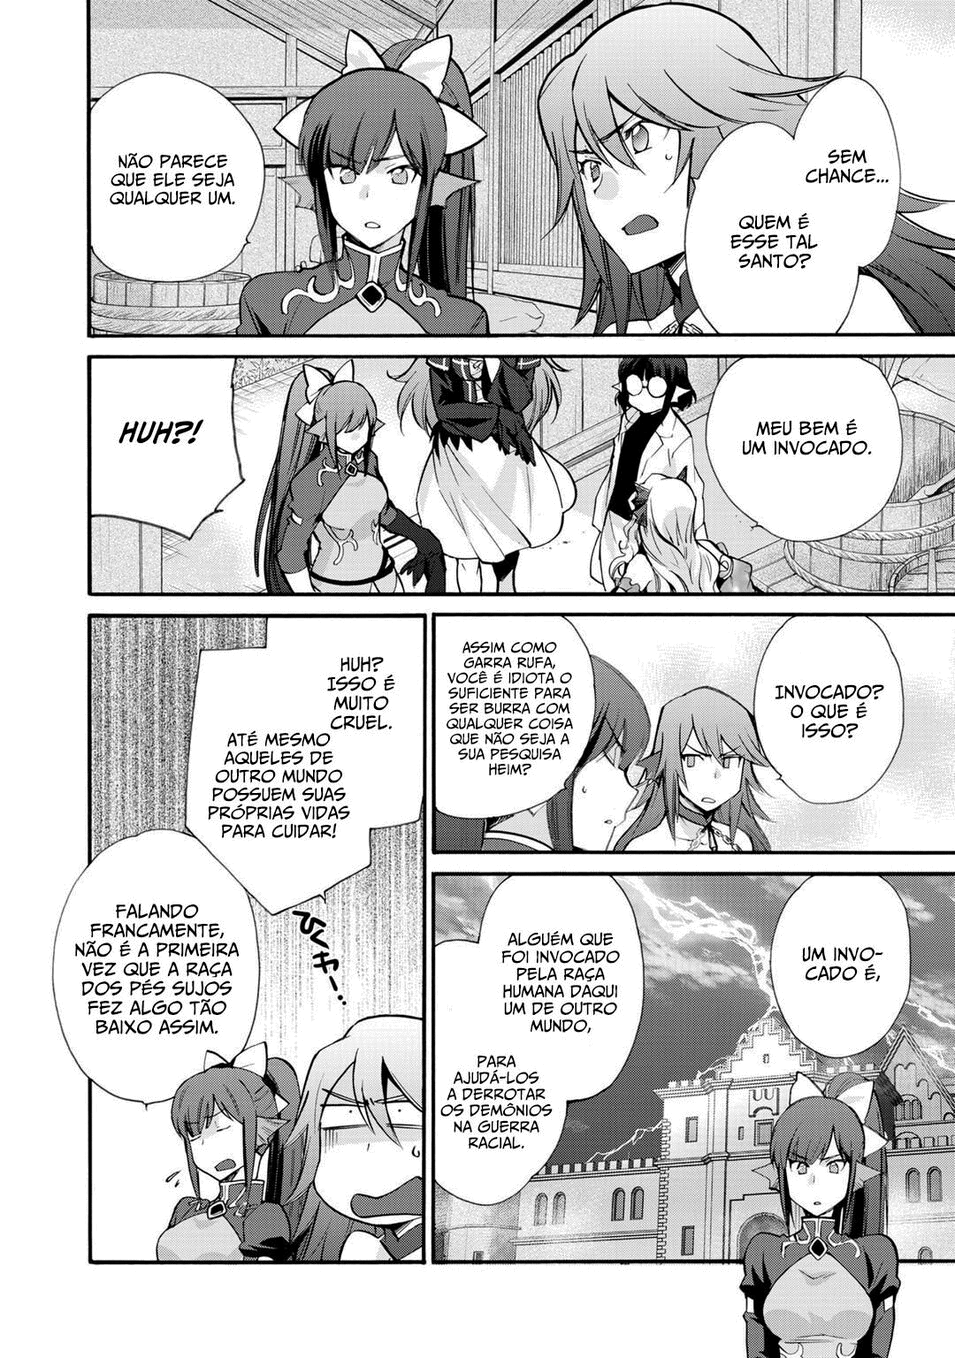 SEM
CHANCE...
QUEM É
ESSE TAL
SANTO?
NÃO PARECE
QUE ELE SEJA
QUALQUER UM.
MEU BEM É
UM INVOCADO.
HUH?!
INVOCADO?
O QUE É
ISSO?
ASSIM COMO
GARRA RUFA,
VOCÊ É IDIOTA O
SUFICIENTE PARA
SER BURRA COM
QUALQUER COISA
QUE NÃO SEJA A
SUA PESQUISA
HEIM?
UM INVO-
CADO É,
ALGUÉM QUE
FOI INVOCADO
PELA RAÇA
HUMANA DAQUI
UM DE OUTRO
MUNDO,
PARA
AJUDÁ-LOS
A DERROTAR
OS DEMÔNIOS
NA GUERRA
RACIAL.
HUH?
ISSO É
MUITO
CRUEL.
ATÉ MESMO
AQUELES DE
OUTRO MUNDO
POSSUEM SUAS
PRÓPRIAS VIDAS
PARA CUIDAR!
ひくわー…
FALANDO
FRANCAMENTE,
NÃO É A PRIMEIRA
VEZ QUE A RAÇA
DOS PÉS SUJOS
FEZ ALGO TÃO
BAIXO ASSIM.